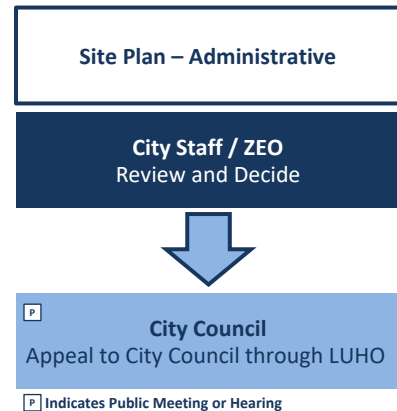 Site Plan – Administrative
City Staff / ZEO
Review and Decide
P
City Council
Appeal to City Council through LUHO
P Indicates Public Meeting or Hearing